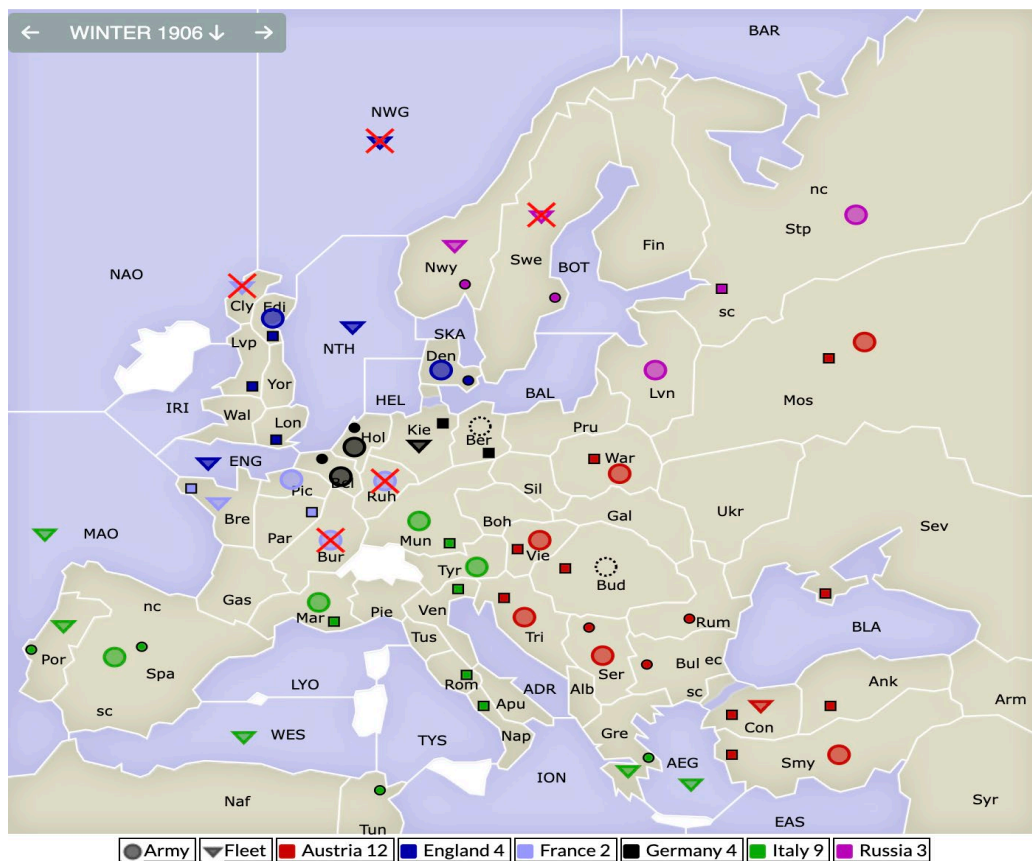 ← WINTER 1906 ↓ →
BAR
NWG
nc
Stp
NAO
Fin
Swe
Nwy
BOT
Cly
Edi
sc
SKA
NTH
Lvp
Den
Yor
HEL
BAL
Lvn
Mos
IRI
Wal
Lon
Kie
Hol
Ber
Pru
War
ENG
Bel
Pic
Ruh
Sil
Bre
Gal
Ukr
Boh
MAO
Par
Mun
Vie
Sev
Bur
Tyr
Bud
nc
Gas
Mar
Pie
Ven
Tri
Rum
BLA
Tus
Por
Spa
Ser
Bul
ec
LYO
Rom
ADR
Alb
Ank
sc
Apu
sc
Con
Arm
WES
TYS
Nap
Gre
AEG
Smy
ION
Naf
Syr
Tun
EAS
Army
Fleet
Austria 12
England 4
France 2
Germany 4
Italy 9
Russia 3